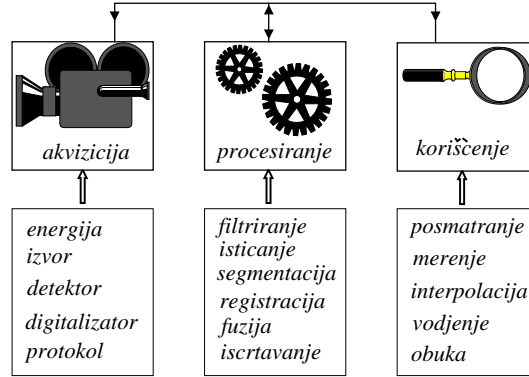 akvizicija
procesiranje
korišćenje
energija
izvor
detektor
digitalizator
protokol
filtriranje
isticanje
segmentacija
registracija
fuzija
iscrtavanje
posmatranje
merenje
interpolacija
vodjenje
obuka